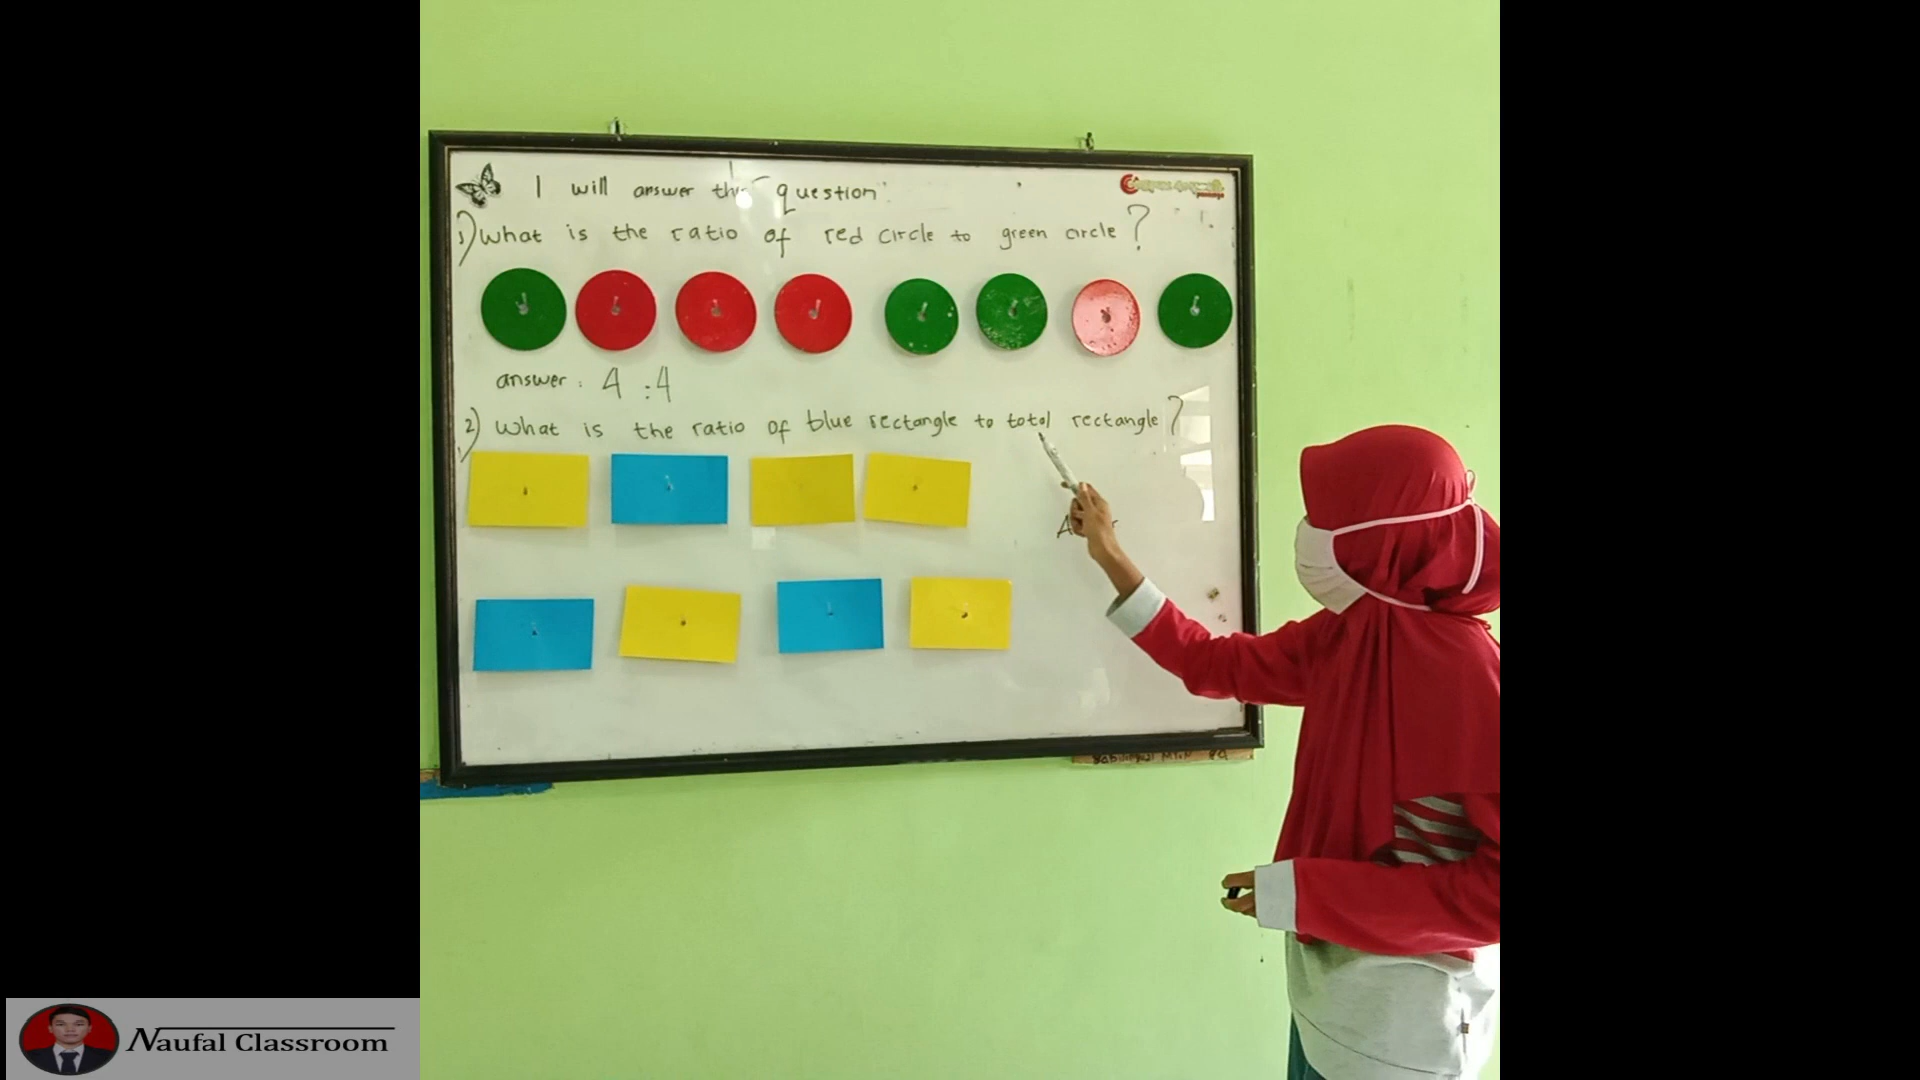 I will answer this question:
1) What is the ratio of red circle to green circle?
answer: 4 :4
2) What is the ratio of blue rectangle to total rectangle?
Naufal Classroom